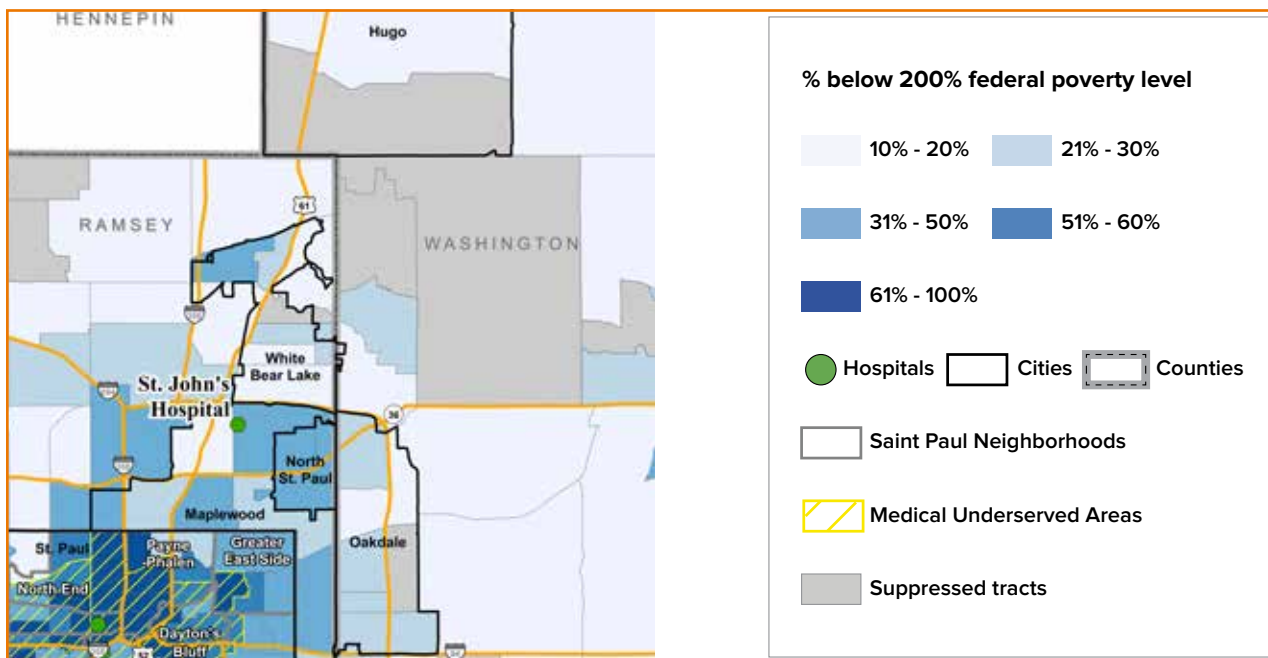 HENNEPIN
Hugo
61
RAMSEY
WASHINGTON
White
Bear Lake
St. John's
Hospital
36
North
St. Paul
Maplewood
St. Paul
Payne
-Phalen
Greater
East Side
Oakdale
North End
Dayton's
Bluff
52
% below 200% federal poverty level
10% - 20%
21% - 30%
31% - 50%
51% - 60%
61% - 100%
Hospitals
Cities
Counties
Saint Paul Neighborhoods
Medical Underserved Areas
Suppressed tracts